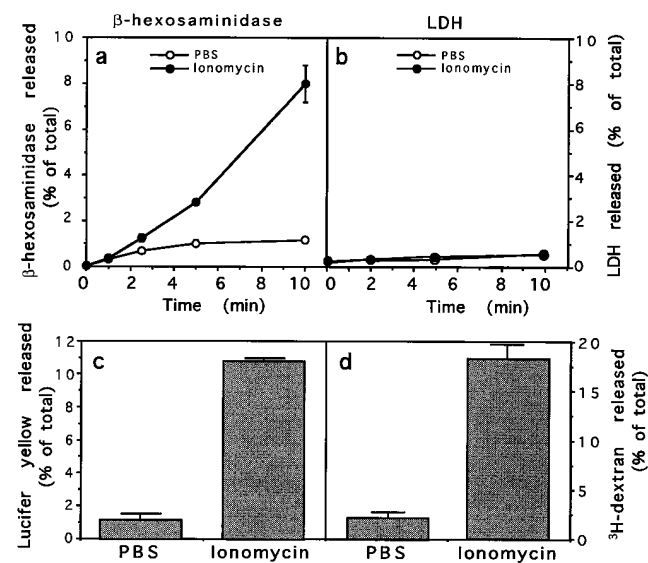 β-hexosaminidase
LDH
β-hexosaminidase released
(% of total)
10
8
6
4
2
0
a
PBS
Ionomycin
0
2
4
6
8
10
Time (min)
b
PBS
Ionomycin
0
2
4
6
8
10
Time (min)
10
8
6
4
2
0
LDH released (% of total)
Lucifer yellow released
(% of total)
12
10
8
6
4
2
0
c
PBS
Ionomycin
d
PBS
Ionomycin
20
15
10
5
0
³H-dextran released
(% of total)